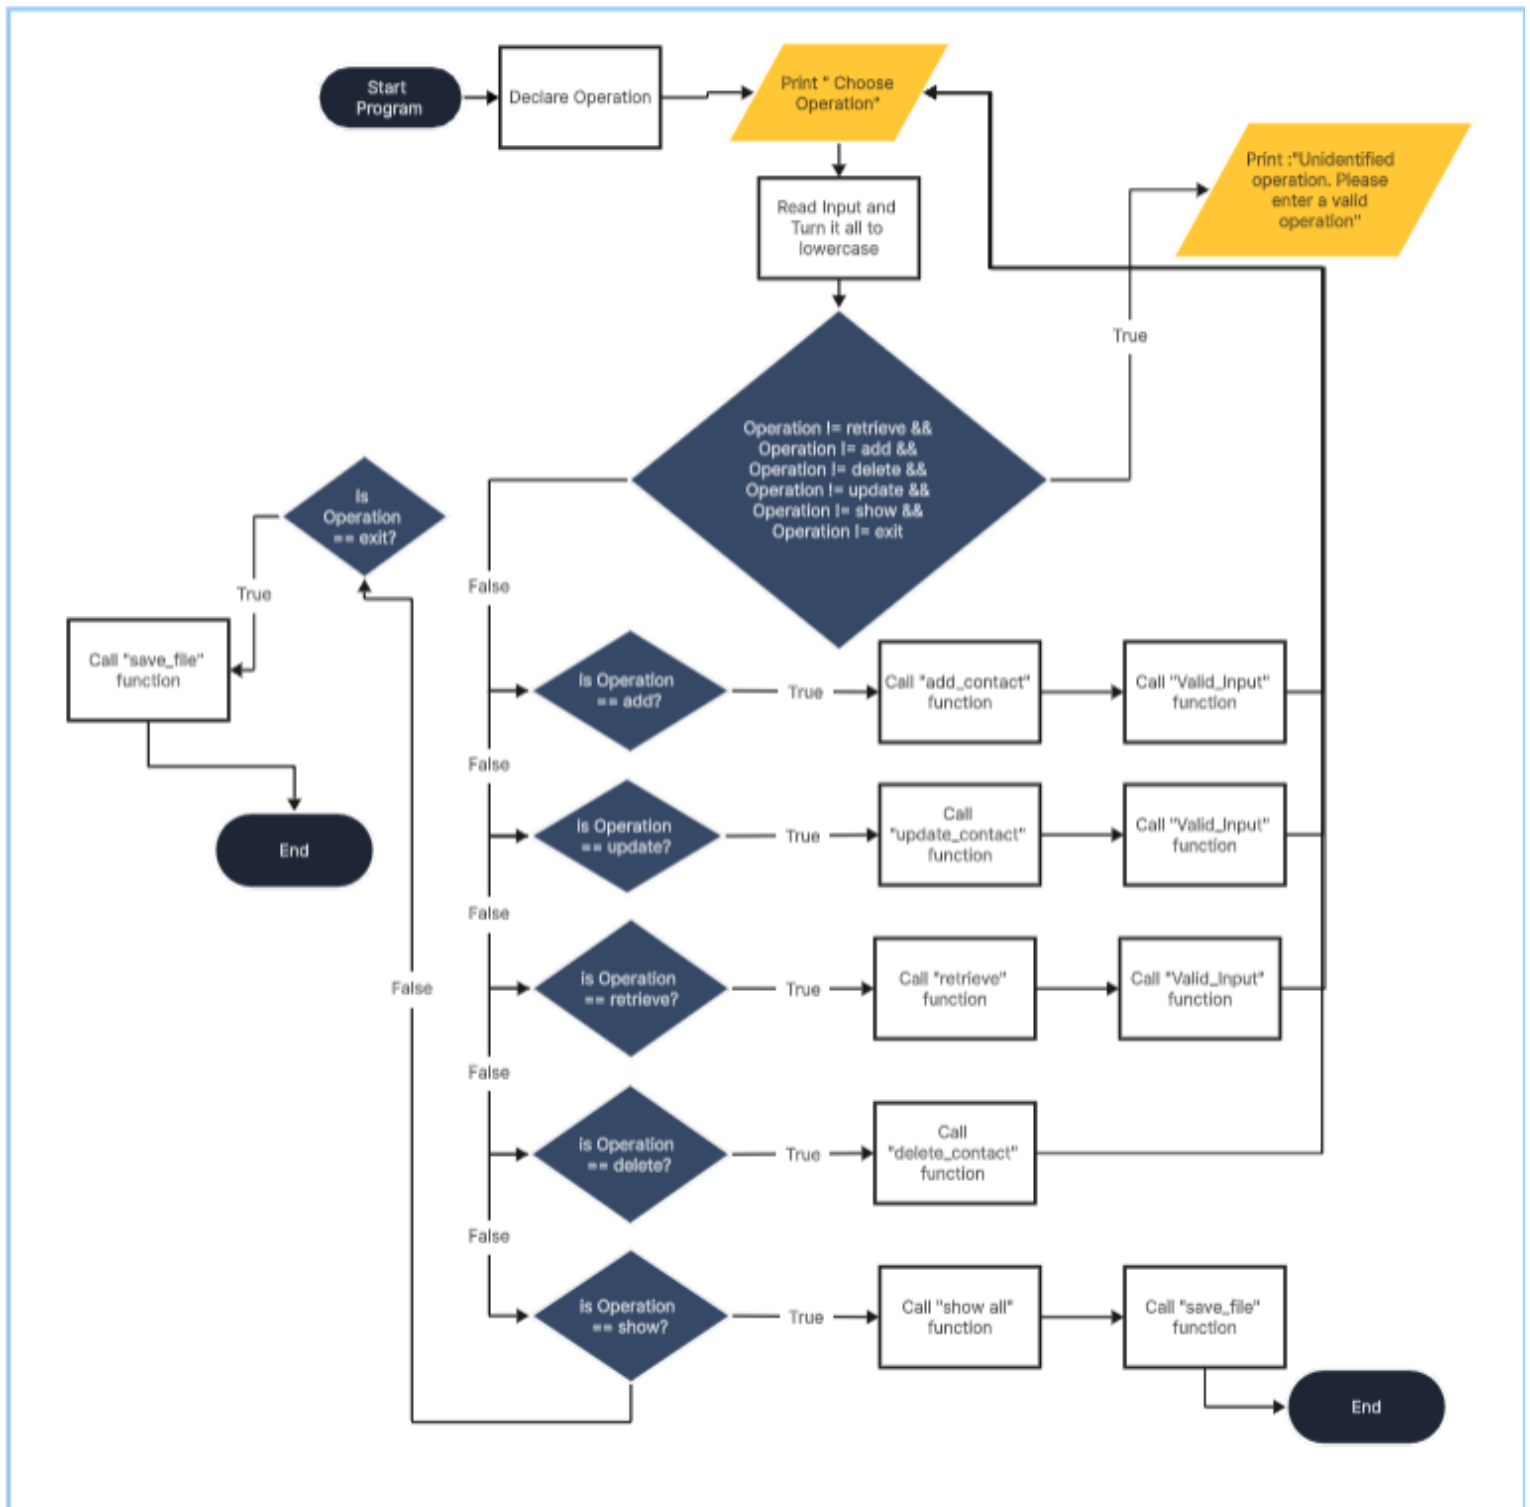 Start
Program
Declare Operation
Print " Choose
Operation"
Print :"Unidentified
operation. Please
enter a valid
operation"
Read Input and
Turn it all to
lowercase
True
Operation != retrieve &&
Operation != add &&
Operation != delete &&
Operation != update &&
Operation != show &&
Operation != exit
Is
Operation
== exit?
True
False
Call "save_file"
function
End
is Operation
== add?
True
Call "add_contact"
function
Call "Valid_Input"
function
False
is Operation
== update?
True
Call
"update_contact"
function
Call "Valid_Input"
function
False
is Operation
== retrieve?
True
Call "retrieve"
function
Call "Valid_Input"
function
False
False
is Operation
== delete?
True
Call
"delete_contact"
function
False
is Operation
== show?
True
Call "show all"
function
Call "save_file"
function
End